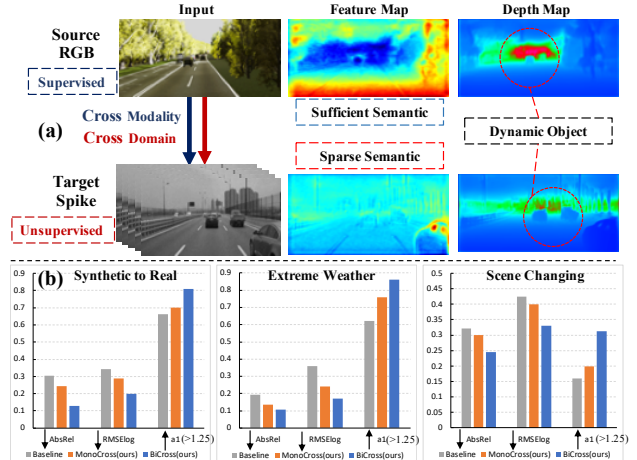 Input
Feature Map
Depth Map
Source
RGB
Supervised
Cross Modality
Cross Domain
(a)
Sufficient Semantic
Sparse Semantic
Dynamic Object
Target
Spike
Unsupervised
(b)
Synthetic to Real
0.9
0.8
0.7
0.6
0.5
0.4
0.3
0.2
0.1
0
AbsRel
RMSElog
a1(>1.25)
Baseline MonoCross(ours) BiCross(ours)
Extreme Weather
0.9
0.8
0.7
0.6
0.5
0.4
0.3
0.2
0.1
0
AbsRel
RMSElog
a1(>1.25)
Baseline MonoCross(ours) BiCross(ours)
Scene Changing
0.5
0.45
0.4
0.35
0.3
0.25
0.2
0.15
0.1
0.05
0
AbsRel
RMSElog
a1(>1.25)
Baseline MonoCross(ours) BiCross(ours)